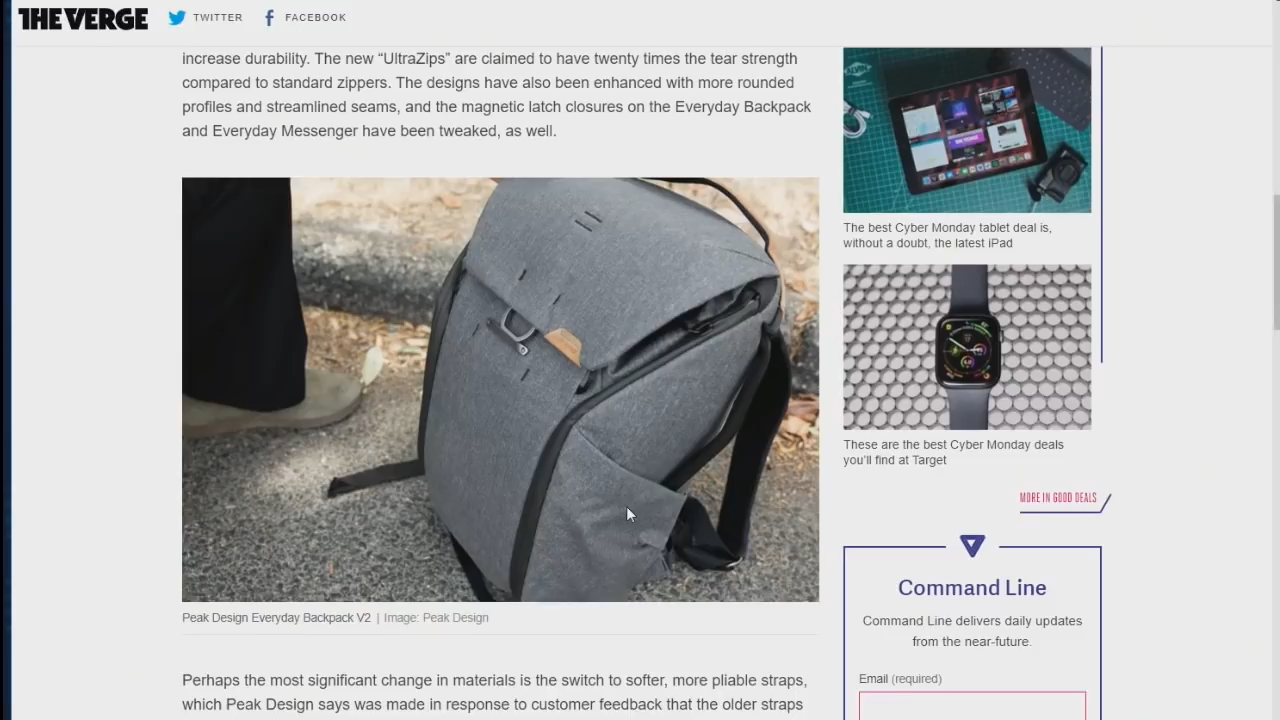 THE VERGE
TWITTER
FACEBOOK
increase durability. The new “UltraZips” are claimed to have twenty times the tear strength
compared to standard zippers. The designs have also been enhanced with more rounded
profiles and streamlined seams, and the magnetic latch closures on the Everyday Backpack
and Everyday Messenger have been tweaked, as well.
Peak Design Everyday Backpack V2 | Image: Peak Design
Perhaps the most significant change in materials is the switch to softer, more pliable straps,
which Peak Design says was made in response to customer feedback that the older straps
The best Cyber Monday tablet deal is,
without a doubt, the latest iPad
These are the best Cyber Monday deals
you’ll find at Target
MORE IN GOOD DEALS
Command Line
Command Line delivers daily updates
from the near-future.
Email (required)